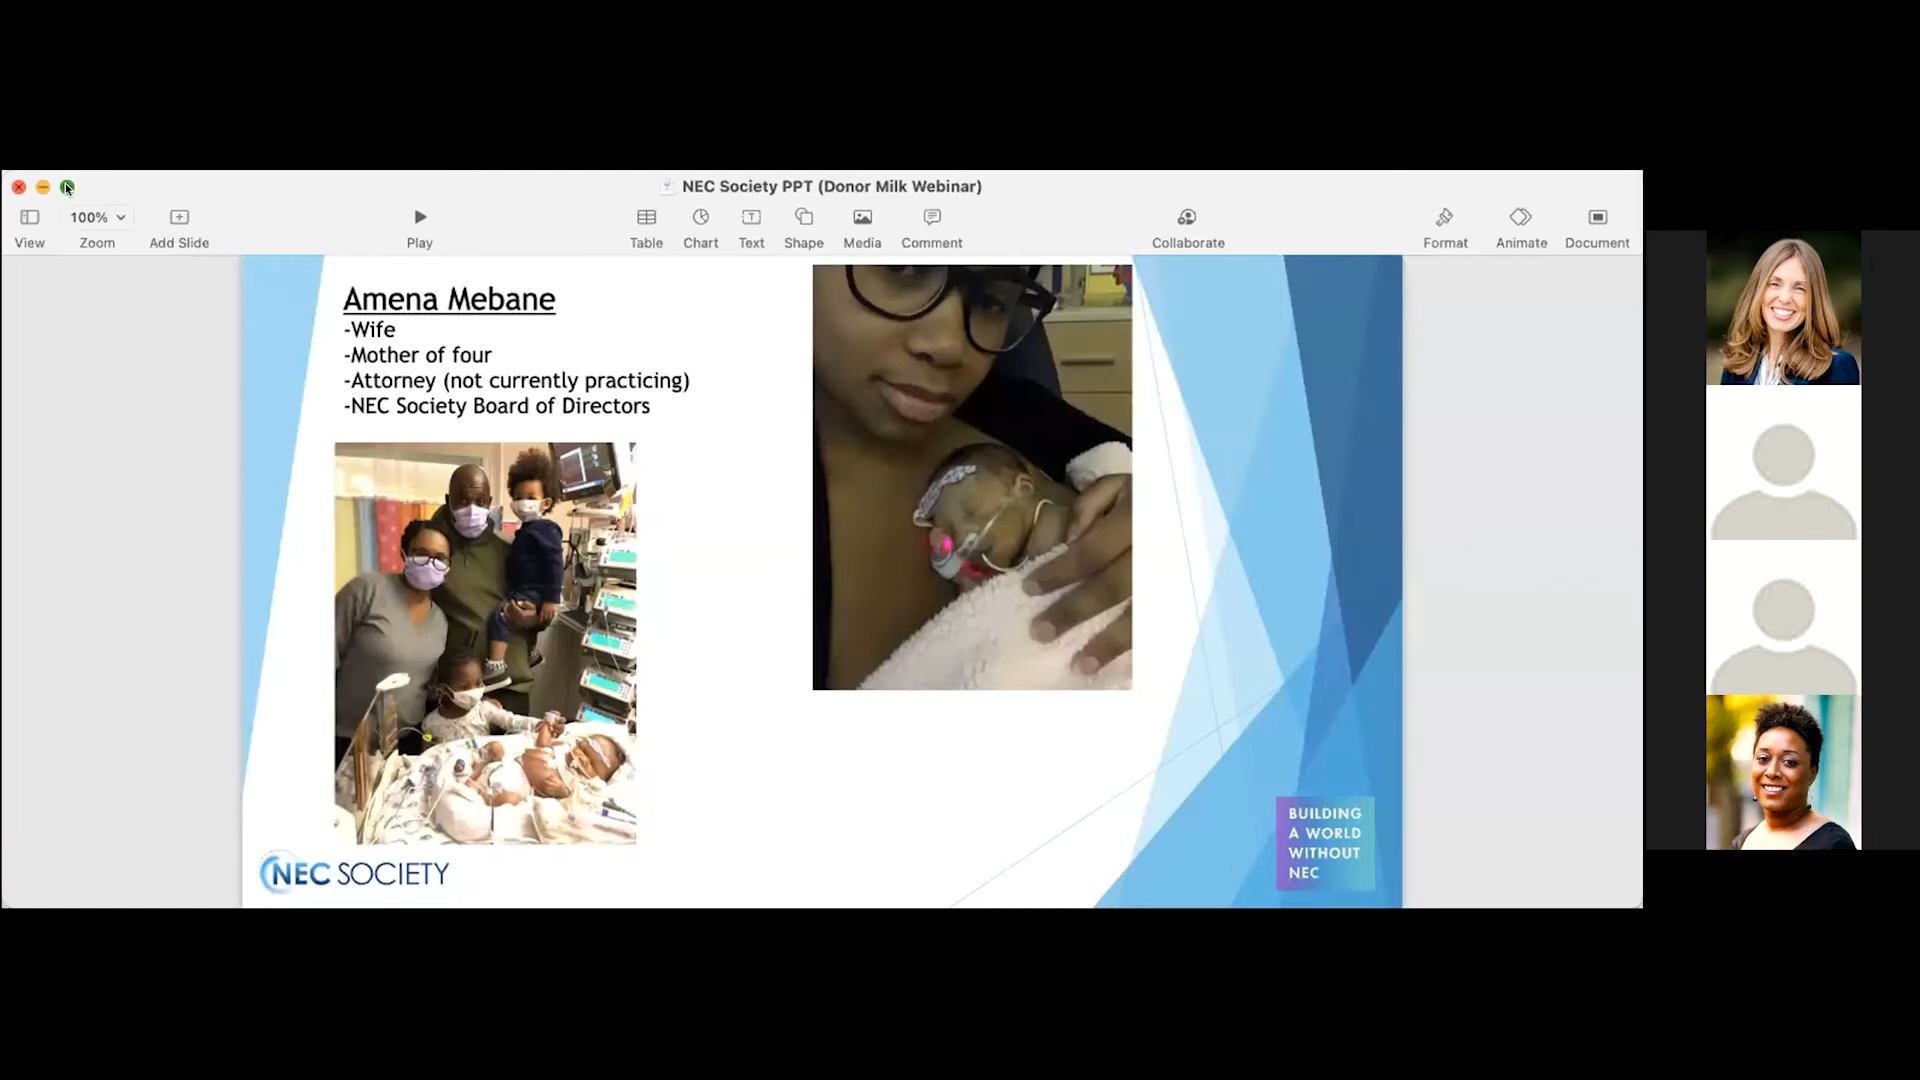 NEC Society PPT (Donor Milk Webinar)
100%
View
Zoom
Add Slide
Play
Table
Chart
Text
Shape
Media
Comment
Collaborate
Format
Animate
Document
Amena Mebane
-Wife
-Mother of four
-Attorney (not currently practicing)
-NEC Society Board of Directors
NEC SOCIETY
BUILDING
A WORLD
WITHOUT
NEC